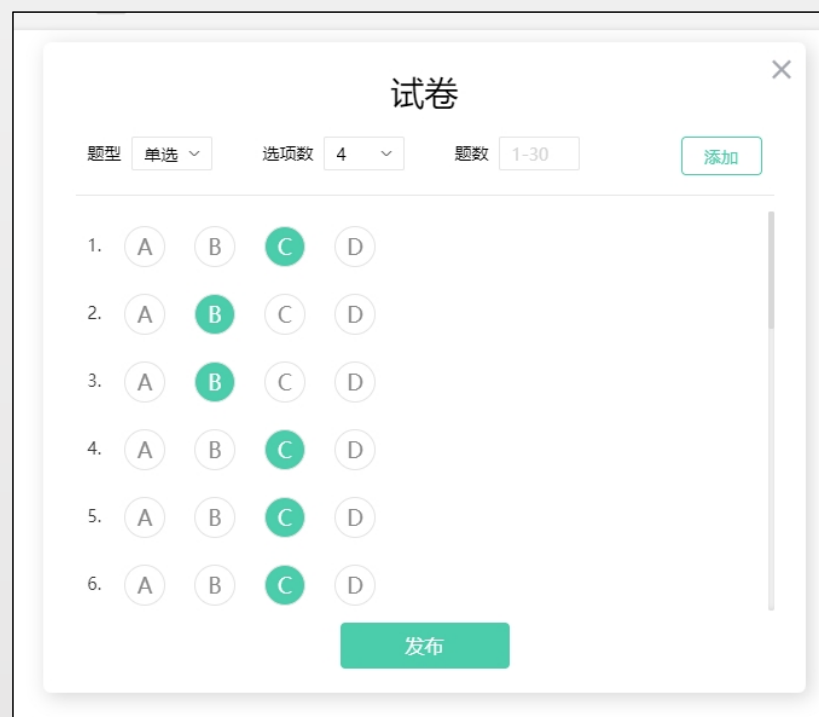 试卷
题型 单选 选项数 4 题数 1-30 添加
1. A B C D
2. A B C D
3. A B C D
4. A B C D
5. A B C D
6. A B C D
发布